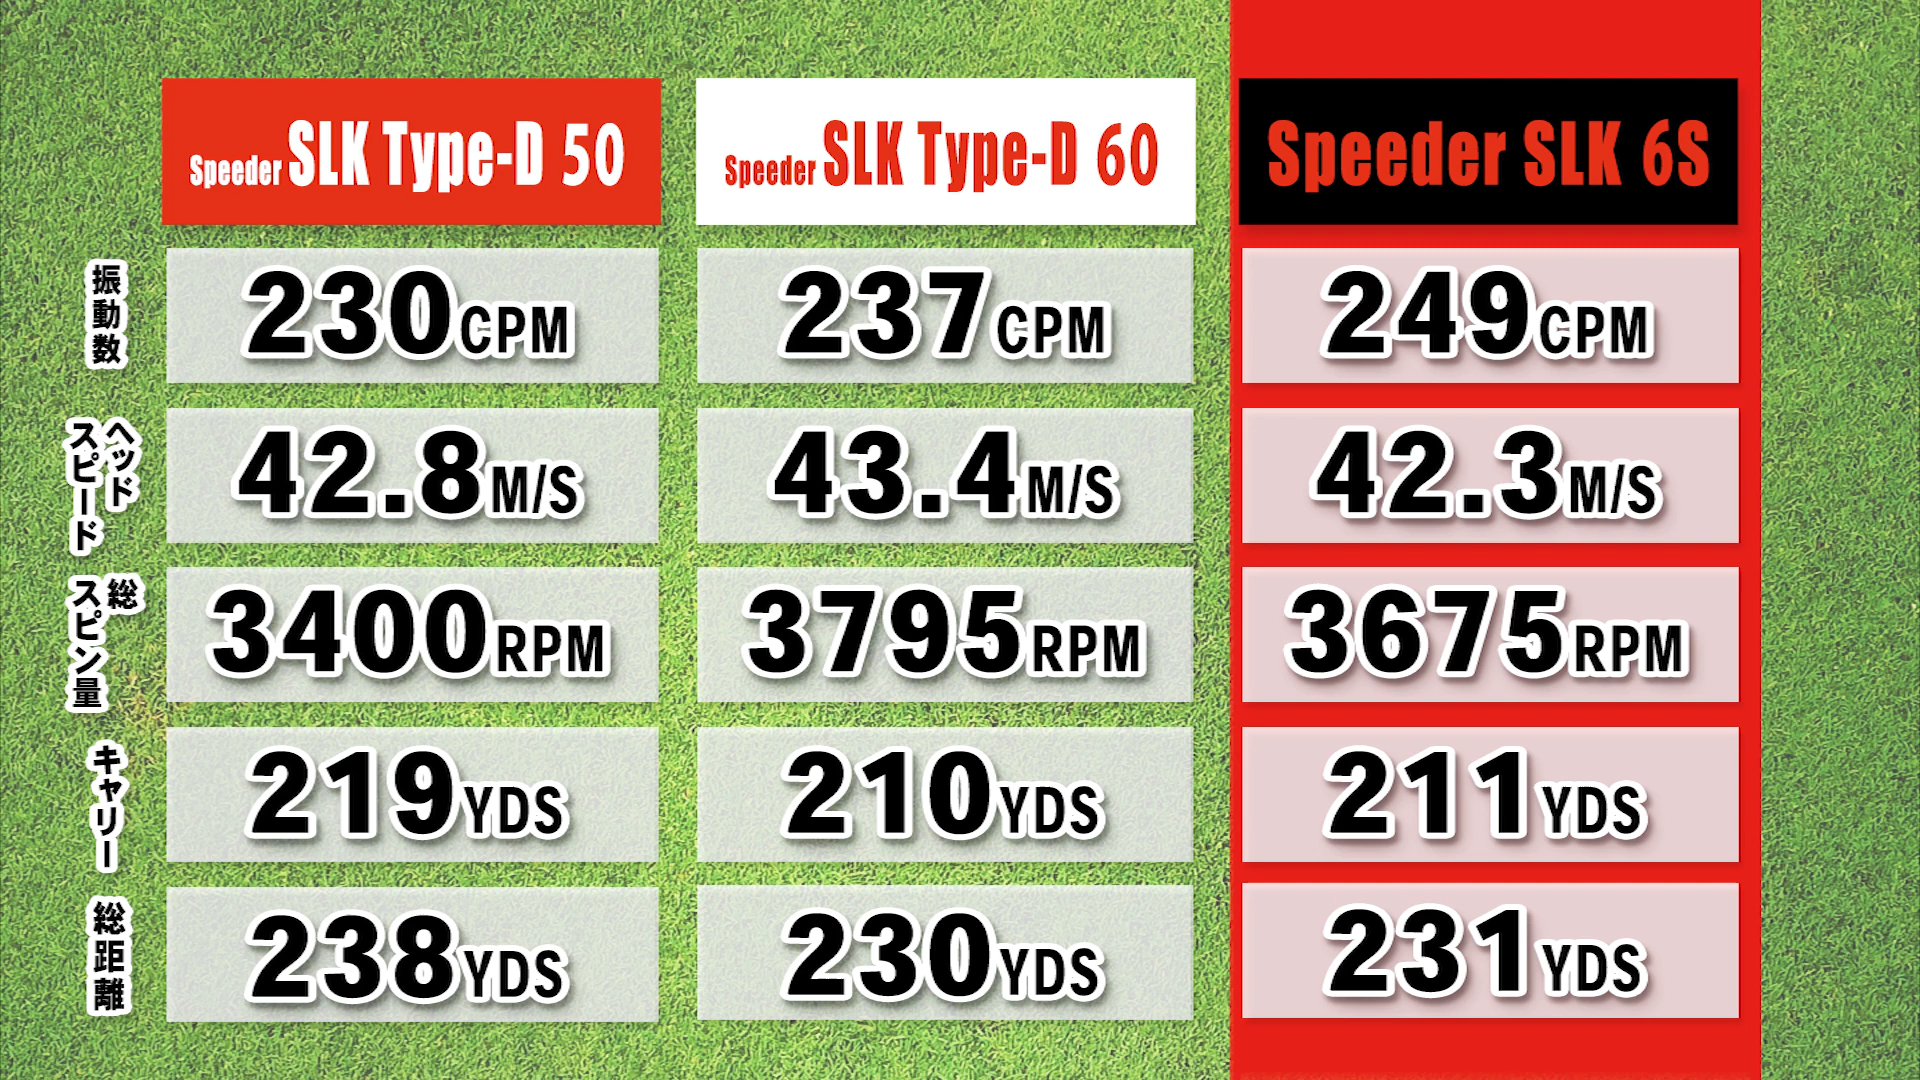 Speeder SLK Type-D 50
Speeder SLK Type-D 60
Speeder SLK 6S
振動数
230CPM
237CPM
249CPM
ヘッド
スピード
42.8M/S
43.4M/S
42.3M/S
総
スピン量
3400RPM
3795RPM
3675RPM
キャリー
219YDS
210YDS
211YDS
総距離
238YDS
230YDS
231YDS